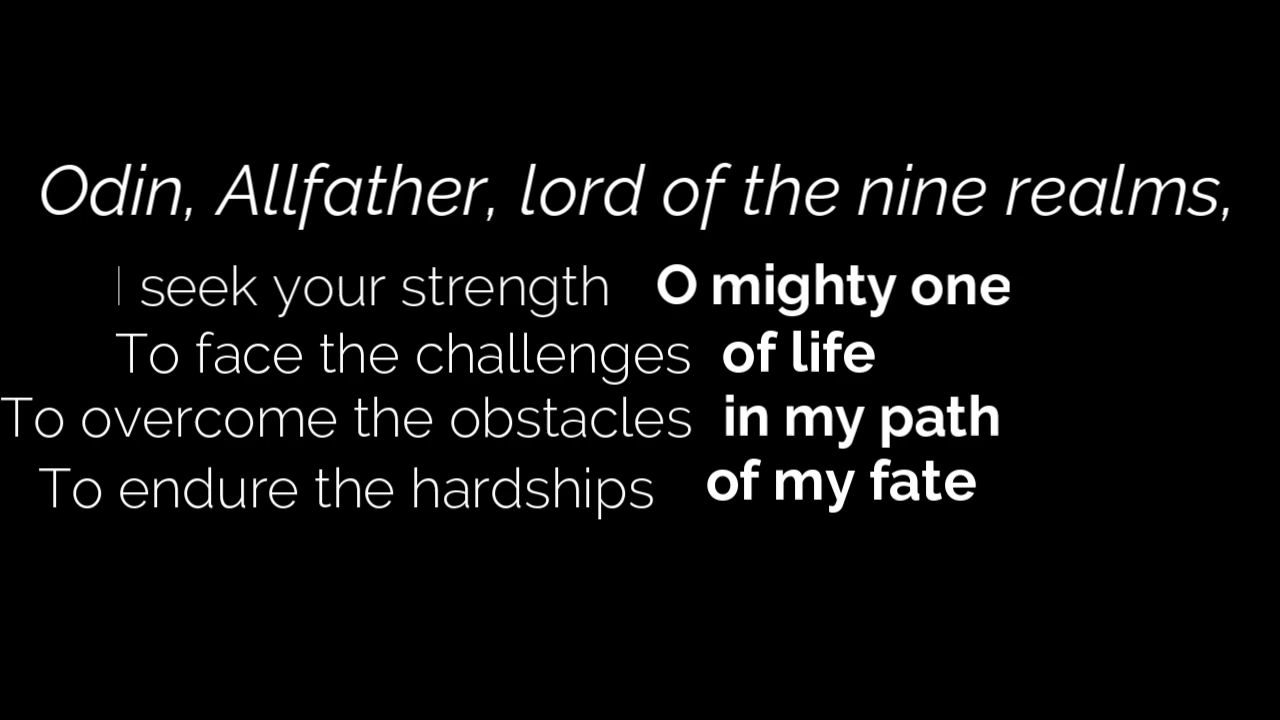 Odin, Allfather, lord of the nine realms,
I seek your strength O mighty one
To face the challenges of life
To overcome the obstacles in my path
To endure the hardships of my fate